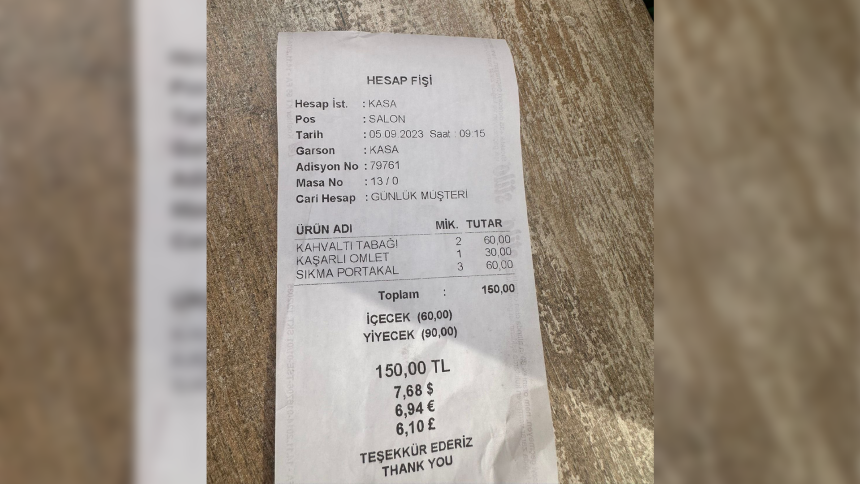 HESAP FİŞİ
Hesap İst. : KASA
Pos : SALON
Tarih : 05.09.2023 Saat : 09:15
Garson : KASA
Adisyon No : 79761
Masa No : 13 / 0
Cari Hesap : GÜNLÜK MÜŞTERİ
ÜRÜN ADI MİK. TUTAR
KAHVALTI TABAĞI 2 60,00
KAŞARLI OMLET 1 30,00
SIKMA PORTAKAL 3 60,00
Toplam : 150,00
İÇECEK (60,00)
YİYECEK (90,00)
150,00 TL
7,68 $
6,94 €
6,10 £
TEŞEKKÜR EDERİZ
THANK YOU